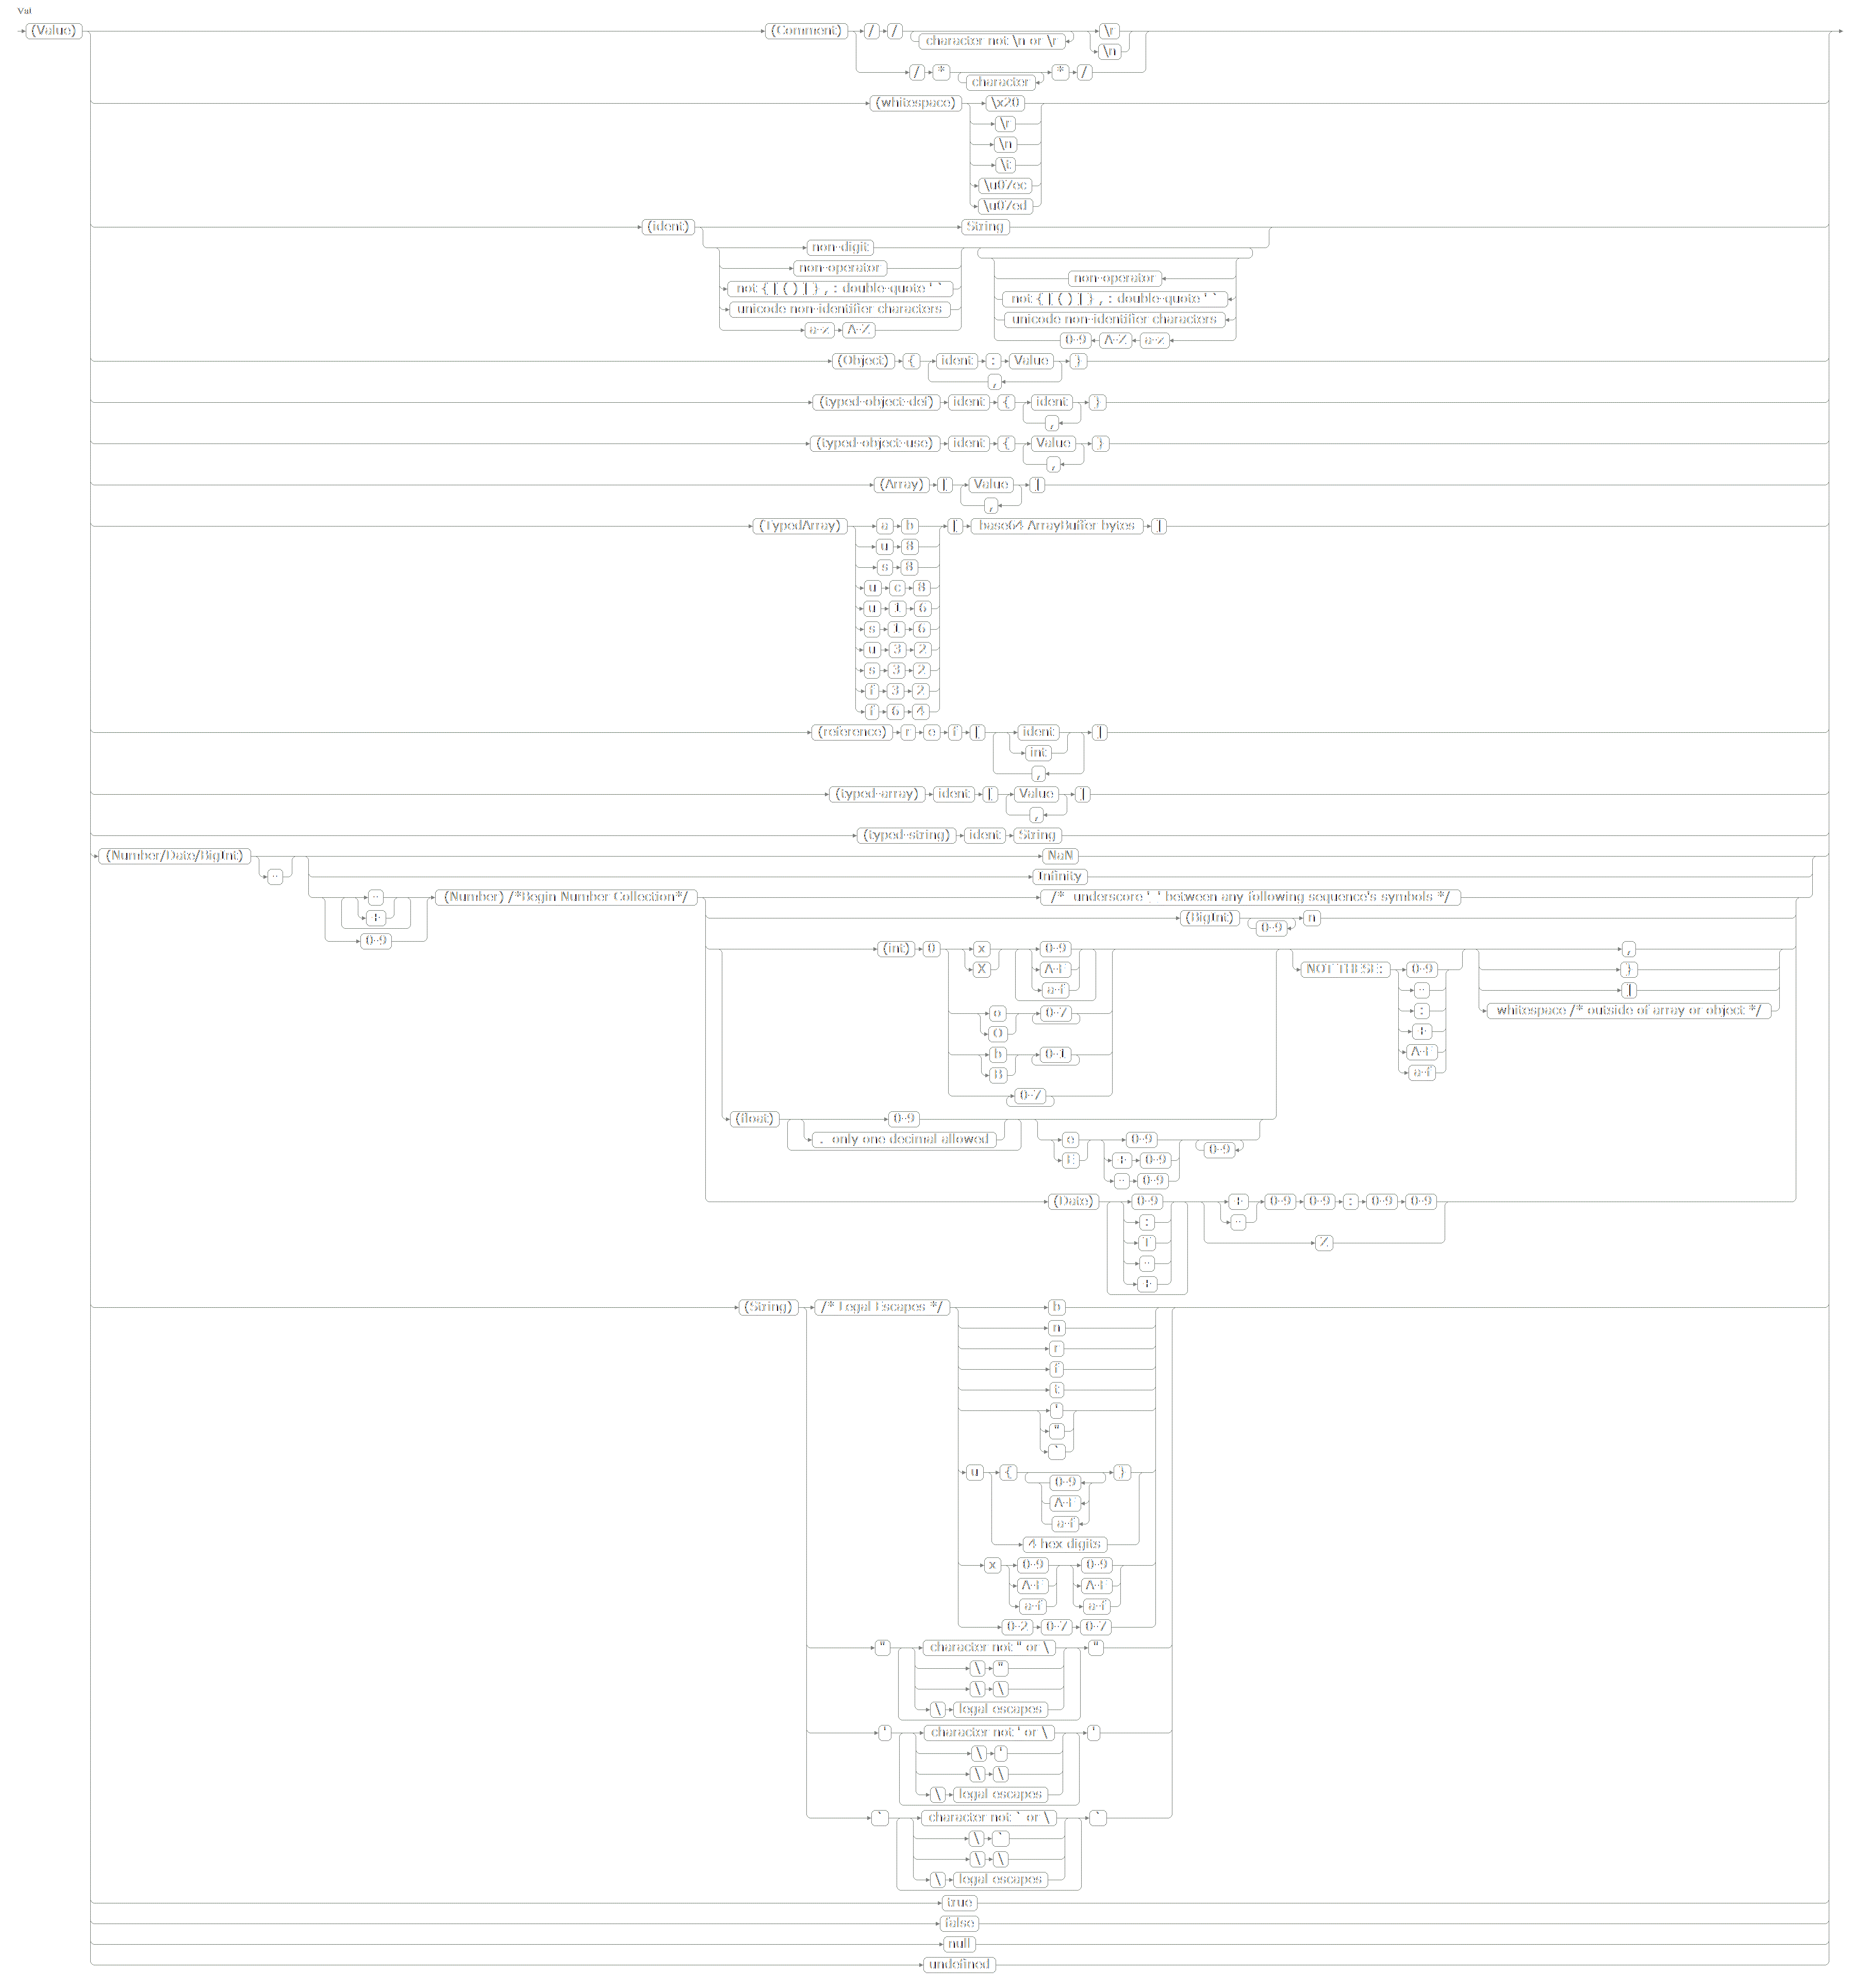 Val
(Value) (Comment) / / character not \n or \r \r
\n
/ * character * /
(whitespace) \x20
\r
\n
\t
(ident) String
non-digit
non-operator non-operator
not { [ ( ) ] } , : double-quote ' ` not { [ ( ) ] } , : double-quote ' `
unicode non-identifier characters unicode non-identifier characters
a-z A-Z 0-9 A-Z a-z
(Object) { ident : Value }
,
(typed-object-def) ident { ident }
,
(typed-object-use) ident { Value }
,
(Array) [ Value ]
,
(TypedArray) a b [ base64 ArrayBuffer bytes ]
u 8
s 8
u c 8
u 1 6
s 1 6
u 3 2
s 3 2
f 3 2
f 6 4
(reference) r e f [ ident ]
int
,
(typed-array) ident [ Value ]
,
(typed-string) ident String
(Number/Date/BigInt) NaN
- Infinity
- (Number) /*Begin Number Collection*/ /* underscore '_' between any following sequence's symbols */
+ (BigInt) 0-9 n
0-9
(int) 0 x 0-9 ,
X A-F NOT THESE: 0-9 }
a-f - ]
o 0-7 : whitespace /* outside of array or object */
O +
b 0-1 A-F
B a-f
0-7
(float) 0-9
. only one decimal allowed e 0-9 0-9
E + 0-9
- 0-9
(Date) 0-9 + 0-9 0-9 : 0-9 0-9
: -
T Z
-
+
(String) /* Legal Escapes */ b
n
r
f
t
'
"
`
u { 0-9 }
A-F
a-f
4 hex digits
x 0-9 0-9
A-F A-F
a-f a-f
0-2 0-7 0-7
" character not " or \ "
\ "
\ \
\ legal escapes
' character not ' or \ '
\ '
\ \
\ legal escapes
` character not ` or \ `
\ `
\ \
\ legal escapes
true
false
null
undefined